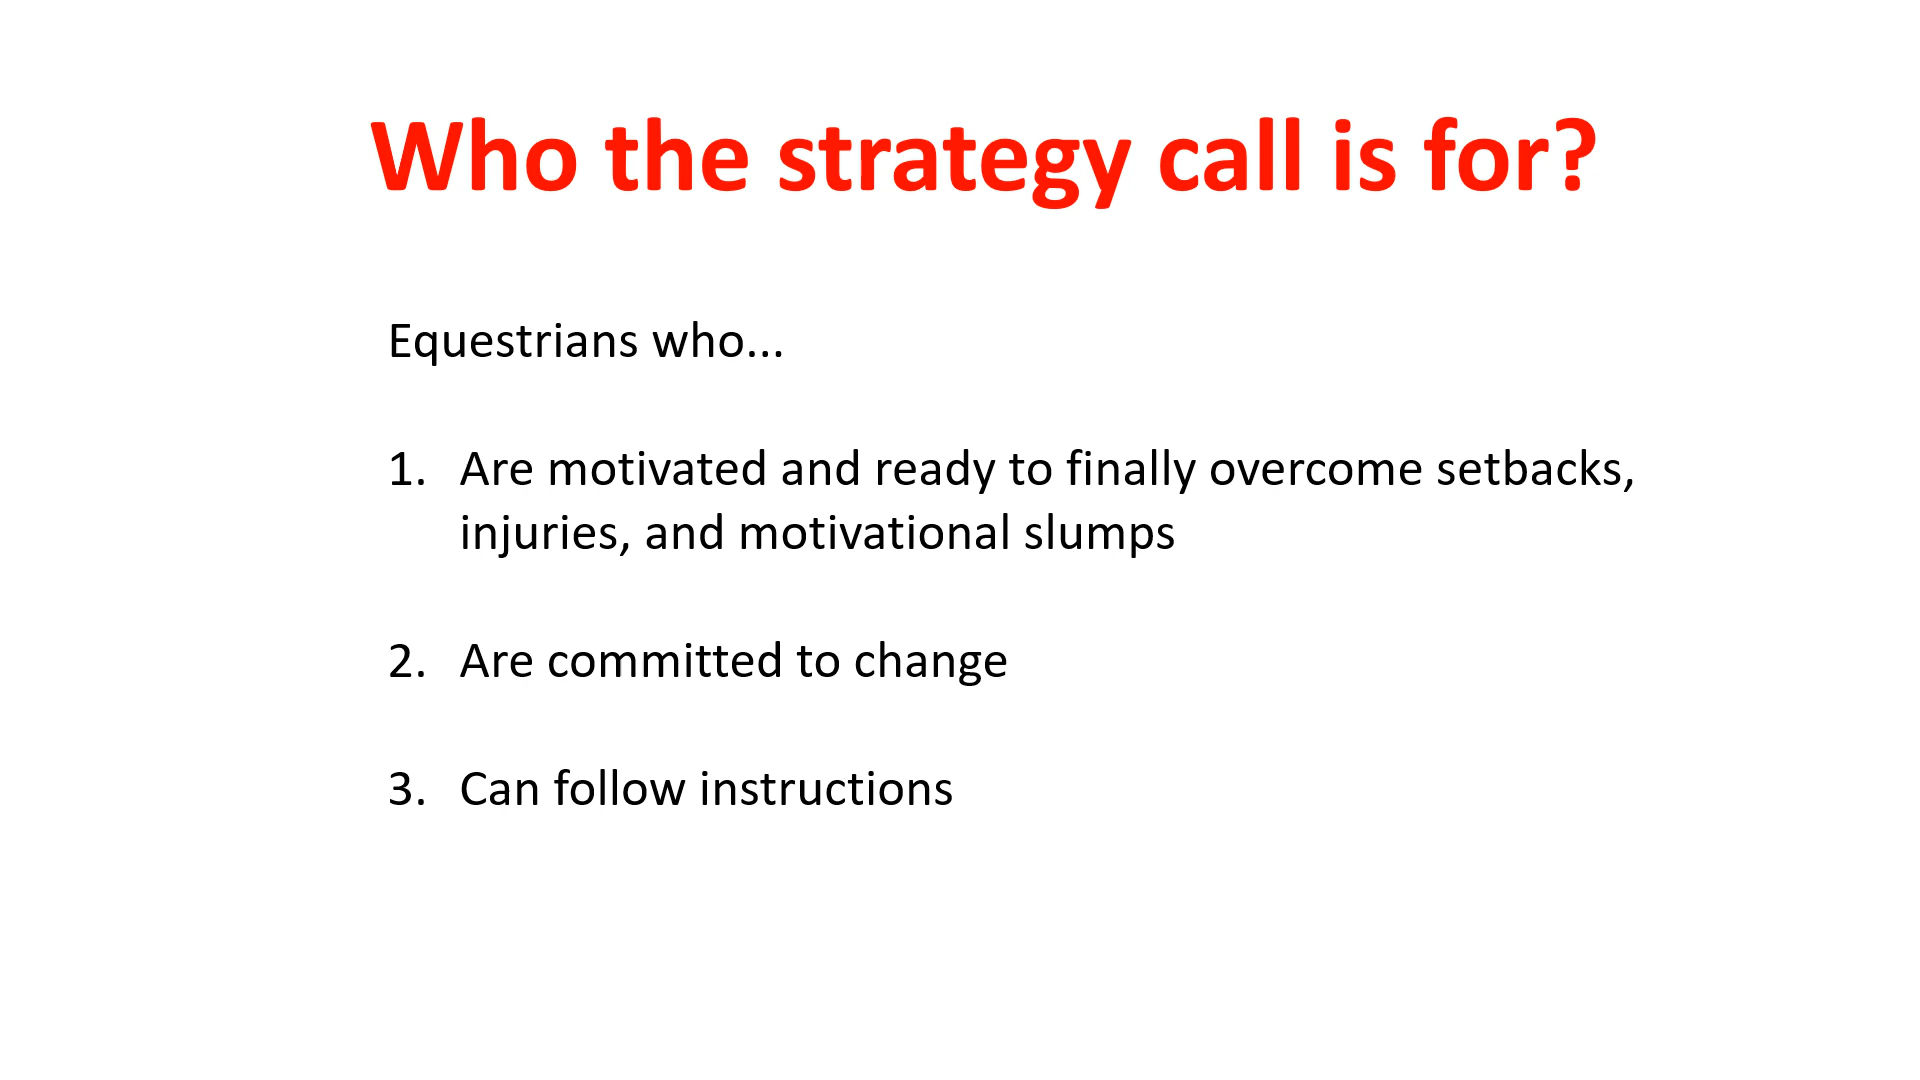 Who the strategy call is for?
Equestrians who...
1. Are motivated and ready to finally overcome setbacks,
injuries, and motivational slumps
2. Are committed to change
3. Can follow instructions